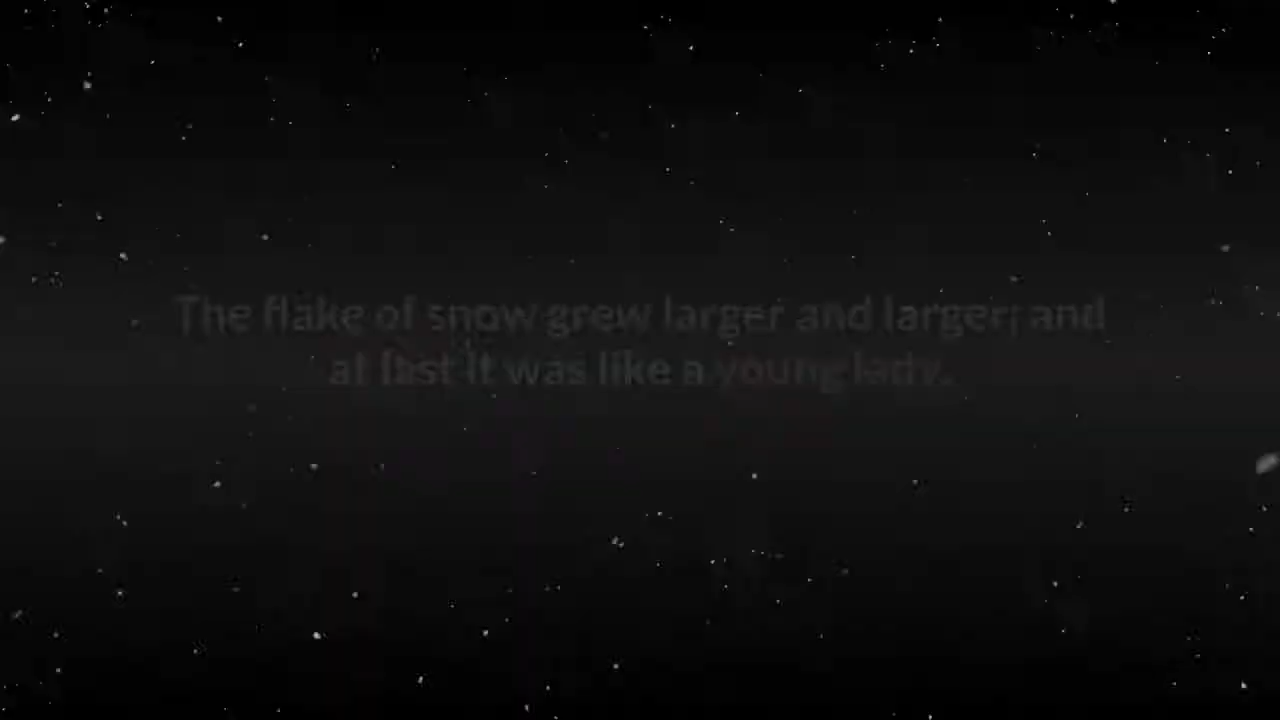 The flake of snow grew larger and larger; and
at last it was like a young lady.